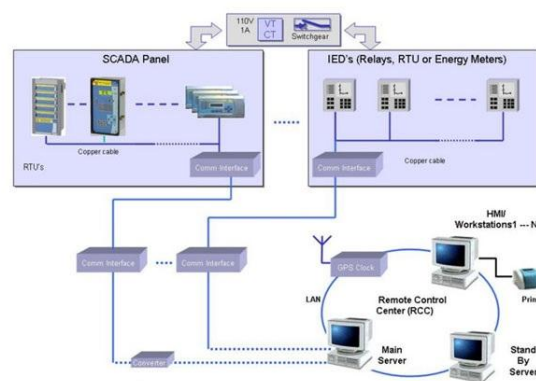 110V
1A
VT
CT
Switchgear
SCADA Panel
Copper cable
RTU's
Comm Interface
IED's (Relays, RTU or Energy Meters)
Copper cable
Comm Interface
Comm Interface
Comm Interface
GPS Clock
HMI/
Workstations1 --- N
Prin
LAN
Remote Control
Center (RCC)
Main
Server
Stand
By
Server
Converter